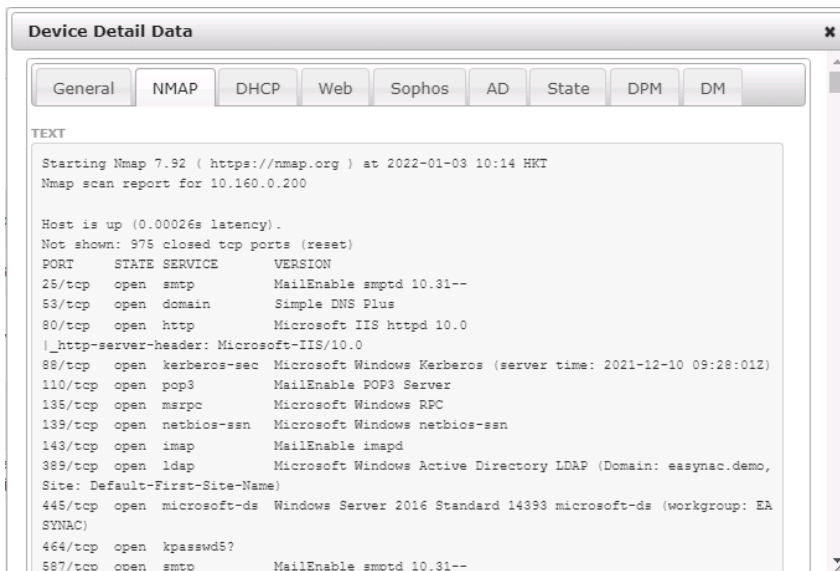 Device Detail Data
General NMAP DHCP Web Sophos AD State DPM DM
TEXT
Starting Nmap 7.92 ( https://nmap.org ) at 2022-01-03 10:14 HKT
Nmap scan report for 10.160.0.200
Host is up (0.00026s latency).
Not shown: 975 closed tcp ports (reset)
PORT STATE SERVICE VERSION
25/tcp open smtp MailEnable smptd 10.31--
53/tcp open domain Simple DNS Plus
80/tcp open http Microsoft IIS httpd 10.0
|_http-server-header: Microsoft-IIS/10.0
88/tcp open kerberos-sec Microsoft Windows Kerberos (server time: 2021-12-10 09:28:01Z)
110/tcp open pop3 MailEnable POP3 Server
135/tcp open msrpc Microsoft Windows RPC
139/tcp open netbios-ssn Microsoft Windows netbios-ssn
143/tcp open imap MailEnable imapd
389/tcp open ldap Microsoft Windows Active Directory LDAP (Domain: easynac.demo,
Site: Default-First-Site-Name)
445/tcp open microsoft-ds Windows Server 2016 Standard 14393 microsoft-ds (workgroup: EA
SYNAC)
464/tcp open kpasswd5?
587/tcp open smtp MailEnable smptd 10.31--